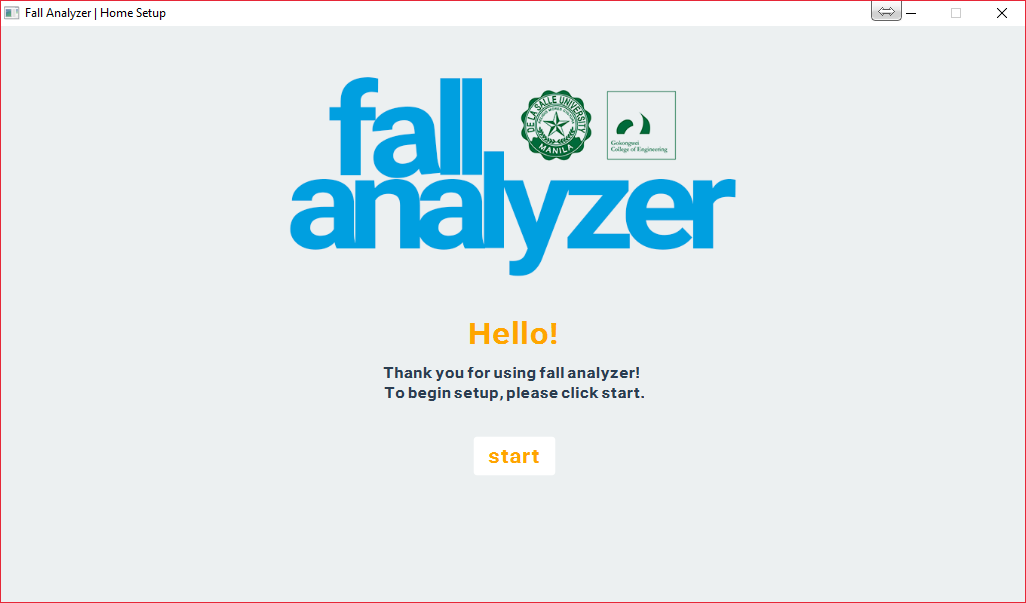 Fall Analyzer | Home Setup
fall
analyzer
DE LA SALLE UNIVERSITY
MANILA
Gokongwei
College of Engineering
Hello!
Thank you for using fall analyzer!
To begin setup, please click start.
start